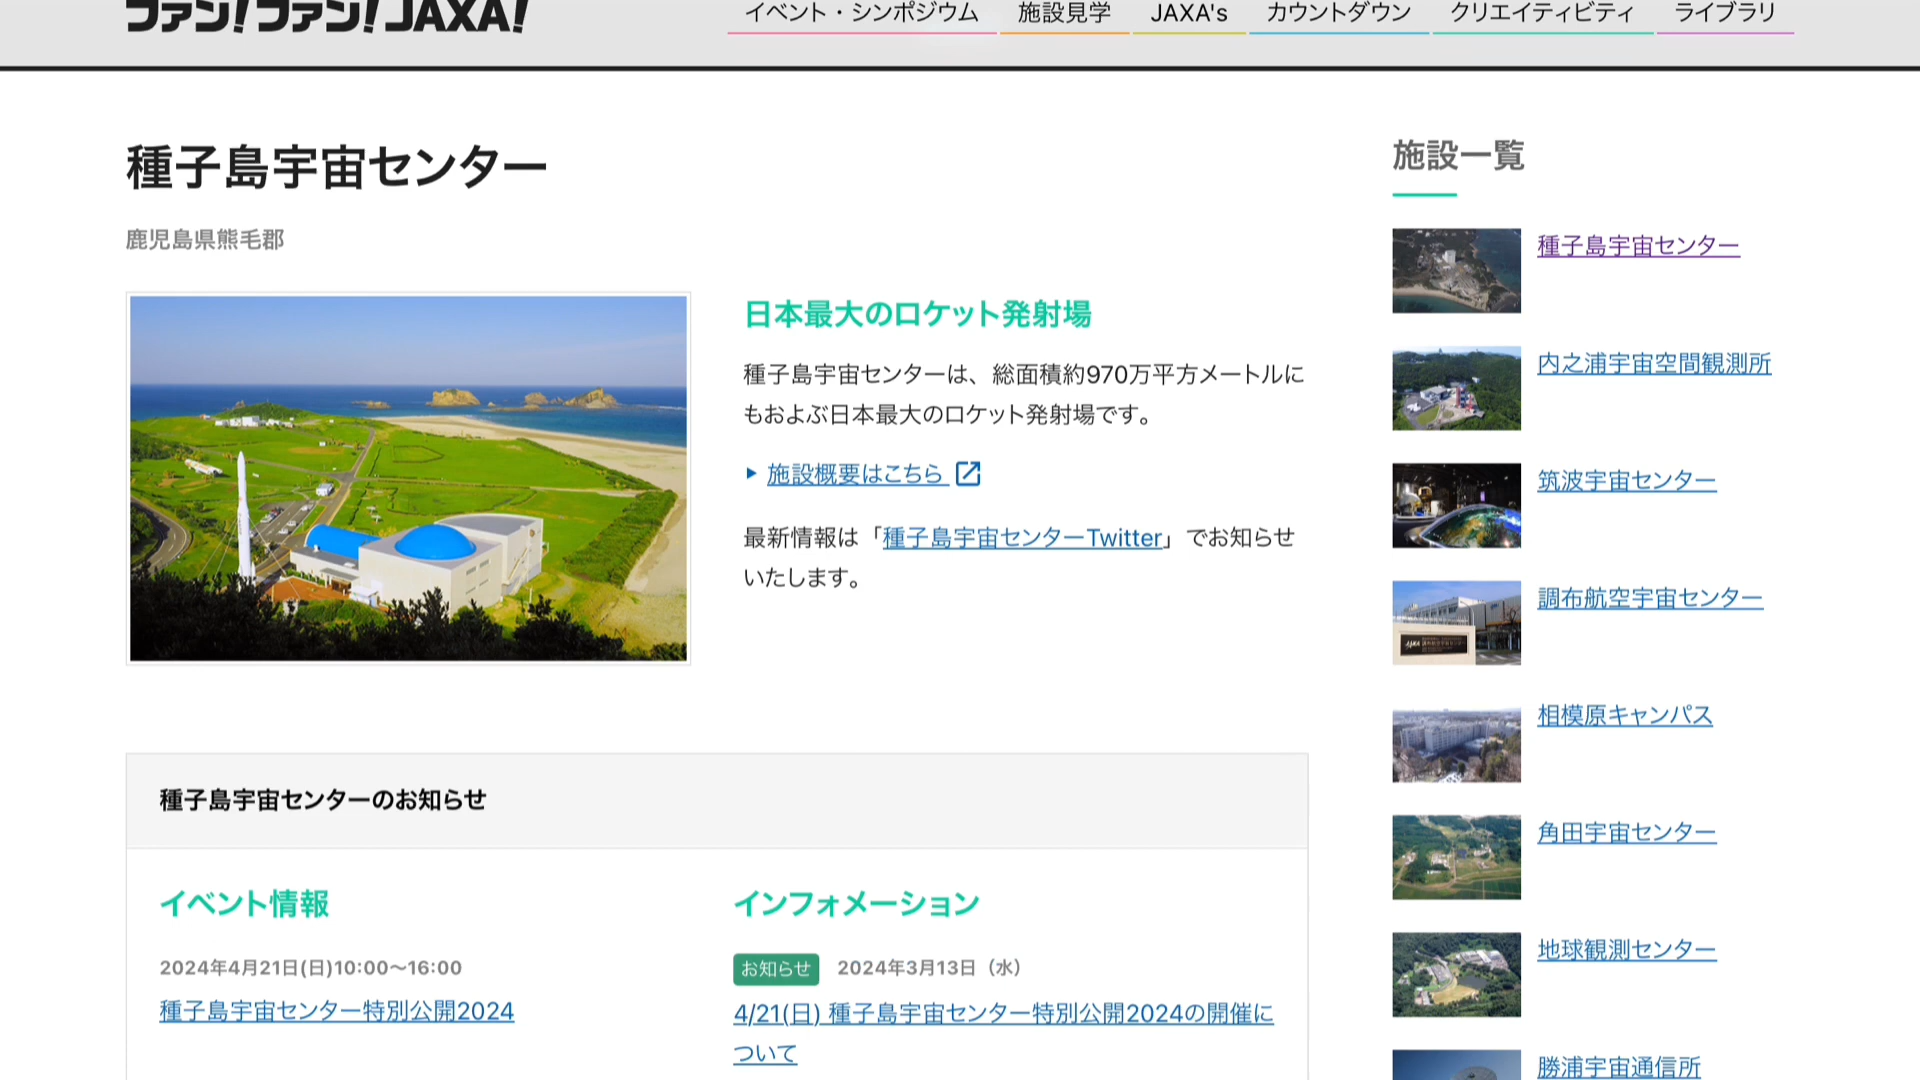 ファン!ファン!JAXA!
イベント・シンポジウム 施設見学 JAXA's カウントダウン クリエイティビティ ライブラリ
種子島宇宙センター
鹿児島県熊毛郡
日本最大のロケット発射場
種子島宇宙センターは、総面積約970万平方メートルに
もおよぶ日本最大のロケット発射場です。
施設概要はこちら
最新情報は「種子島宇宙センターTwitter」でお知らせ
いたします。
種子島宇宙センターのお知らせ
イベント情報
2024年4月21日(日)10:00〜16:00
種子島宇宙センター特別公開2024
インフォメーション
お知らせ 2024年3月13日（水）
4/21(日) 種子島宇宙センター特別公開2024の開催に
ついて
施設一覧
種子島宇宙センター
内之浦宇宙空間観測所
筑波宇宙センター
調布航空宇宙センター
相模原キャンパス
角田宇宙センター
地球観測センター
勝浦宇宙通信所